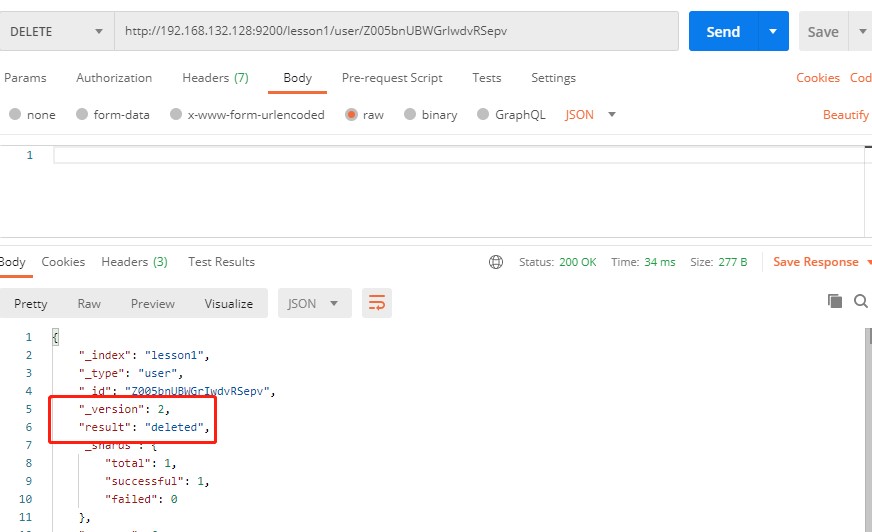 DELETE http://192.168.132.128:9200/lesson1/user/Z005bnUBWGrIwdvRSepv Send Save
Params Authorization Headers (7) Body Pre-request Script Tests Settings Cookies Cod
none form-data x-www-form-urlencoded raw binary GraphQL JSON Beautify
1
Body Cookies Headers (3) Test Results Status: 200 OK Time: 34 ms Size: 277 B Save Response
Pretty Raw Preview Visualize JSON
1 {
2 "_index": "lesson1",
3 "_type": "user",
4 "_id": "Z005bnUBWGrIwdvRSepv",
5 "_version": 2,
6 "result": "deleted",
7 "_shards": {
8 "total": 1,
9 "successful": 1,
10 "failed": 0
11 },